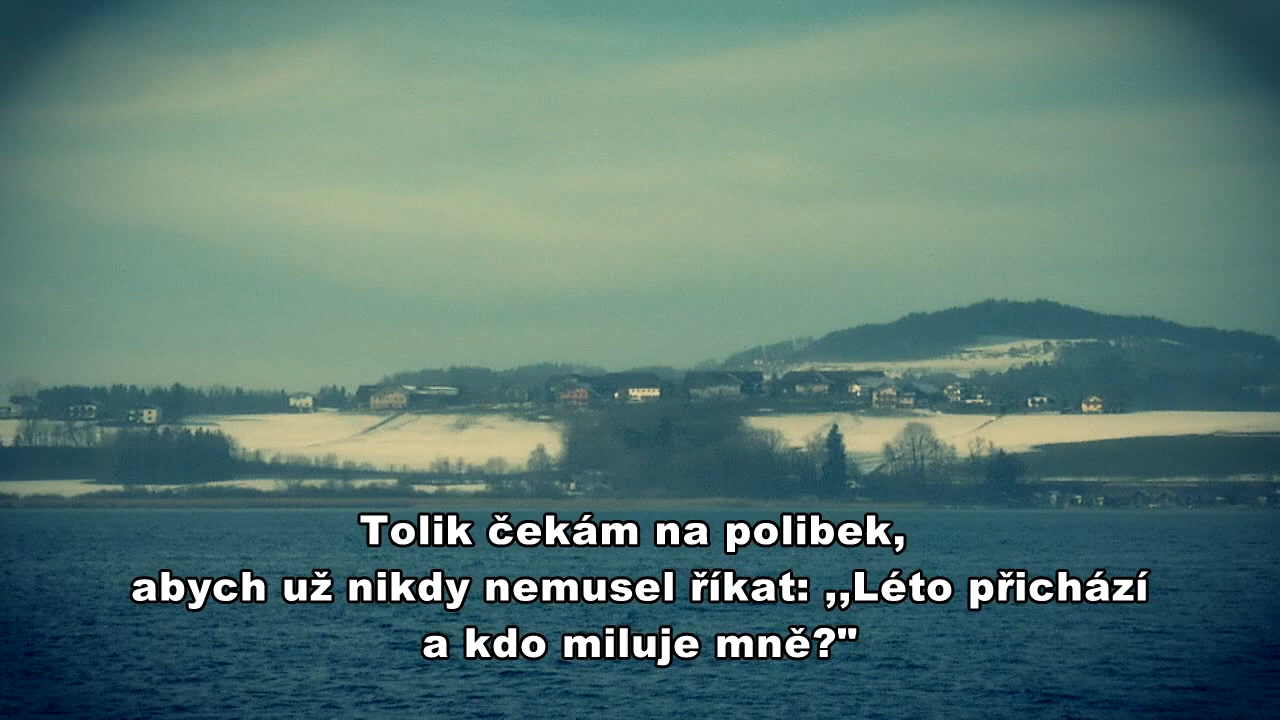 Tolik čekám na polibek,
abych už nikdy nemusel říkat: ,,Léto přichází
a kdo miluje mně?"